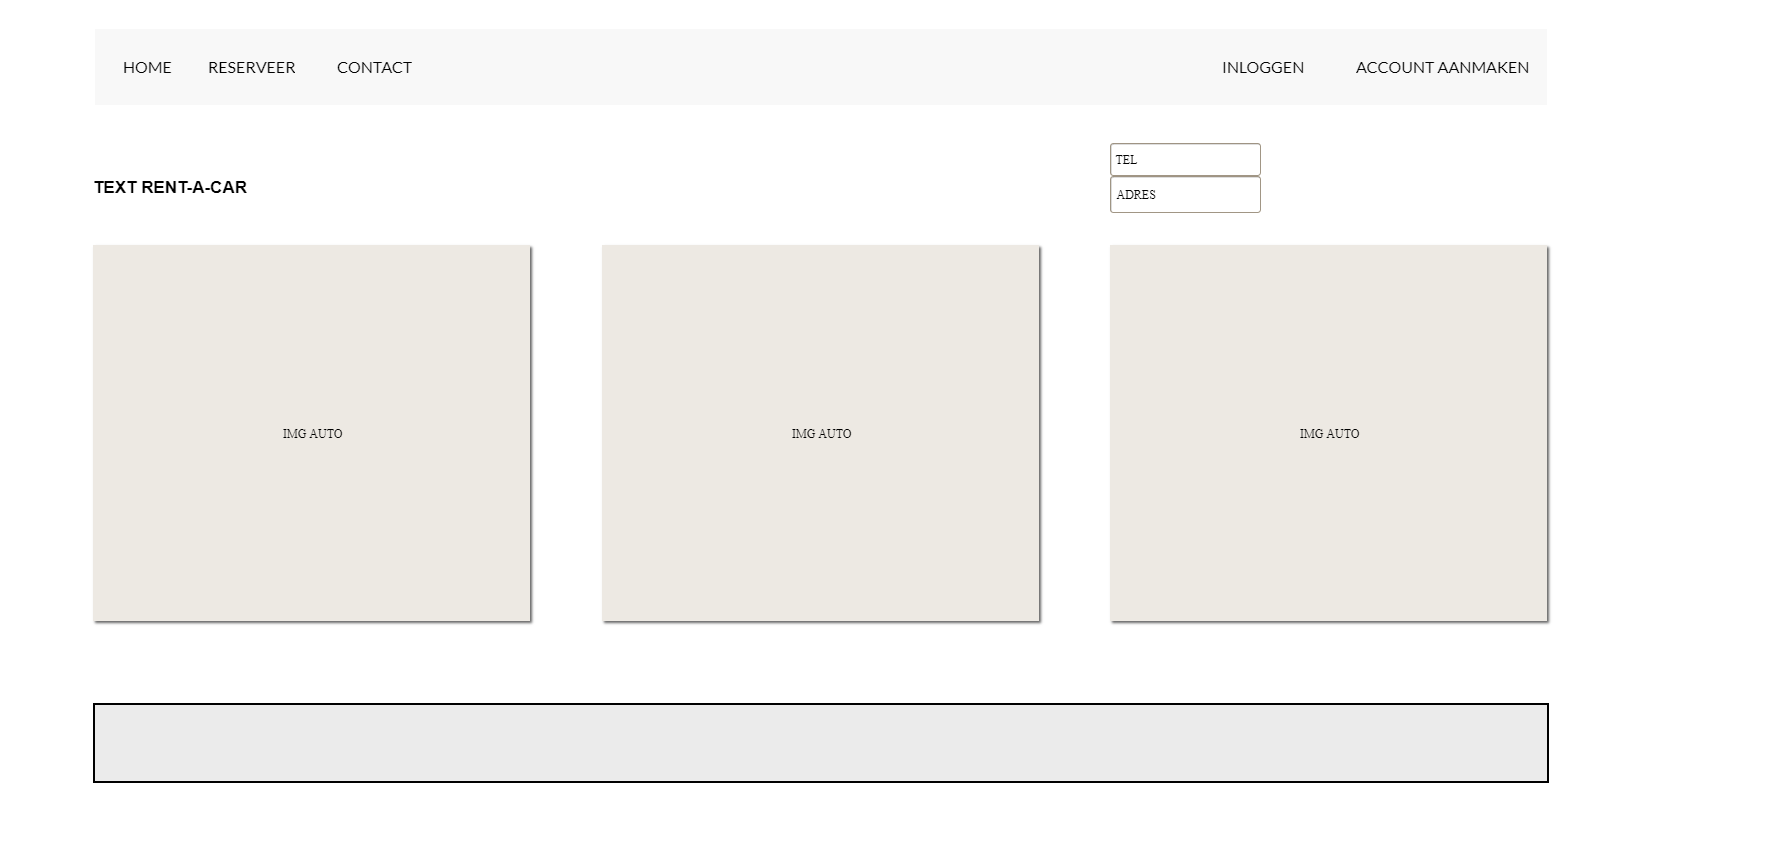 HOME RESERVEER CONTACT INLOGGEN ACCOUNT AANMAKEN
TEL
TEXT RENT-A-CAR
ADRES
IMG AUTO
IMG AUTO
IMG AUTO